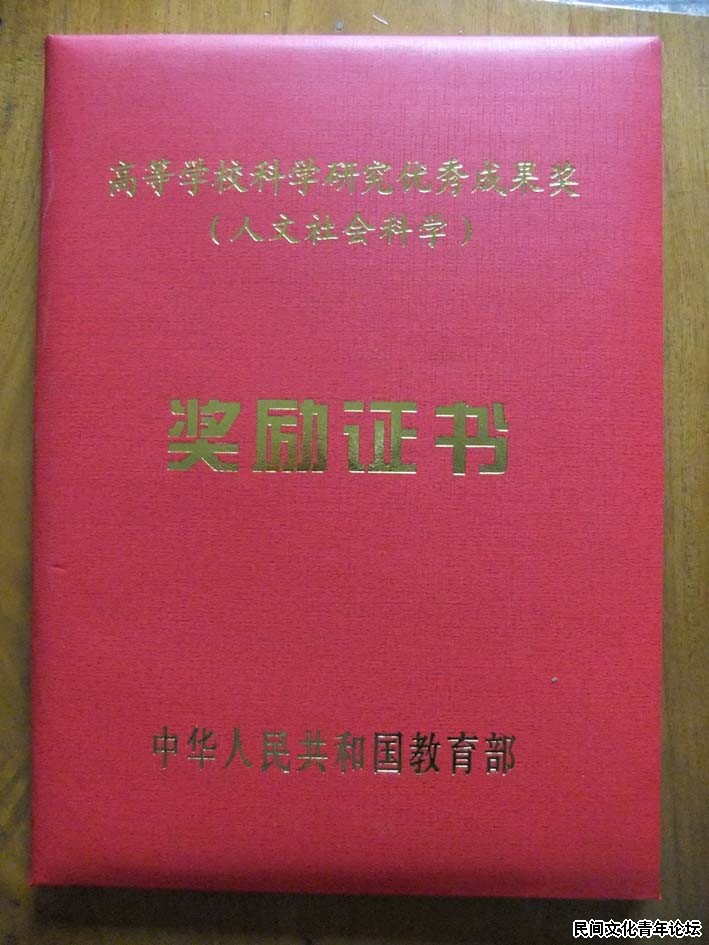 高等学校科学研究优秀成果奖
(人文社会科学)
奖励证书
中华人民共和国教育部
民间文化青年论坛